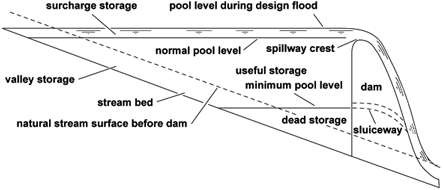 surcharge storage
pool level during design flood
normal pool level
spillway crest
valley storage
useful storage
minimum pool level
dam
stream bed
natural stream surface before dam
dead storage
sluiceway